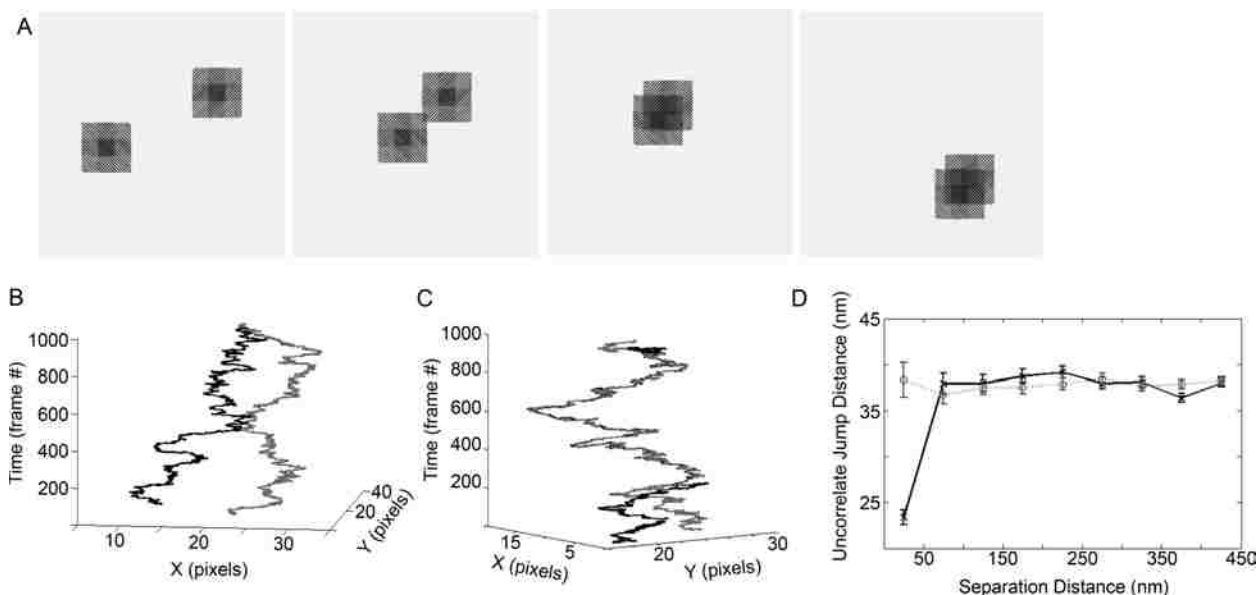 A
B
Time (frame #)
1000
800
600
400
200
10
20
30
X (pixels)
20
40
Y (pixels)
C
Time (frame #)
1000
800
600
400
200
15
5
X (pixels)
20
30
Y (pixels)
D
Uncorrelate Jump Distance (nm)
45
35
25
50
150
250
350
450
Separation Distance (nm)